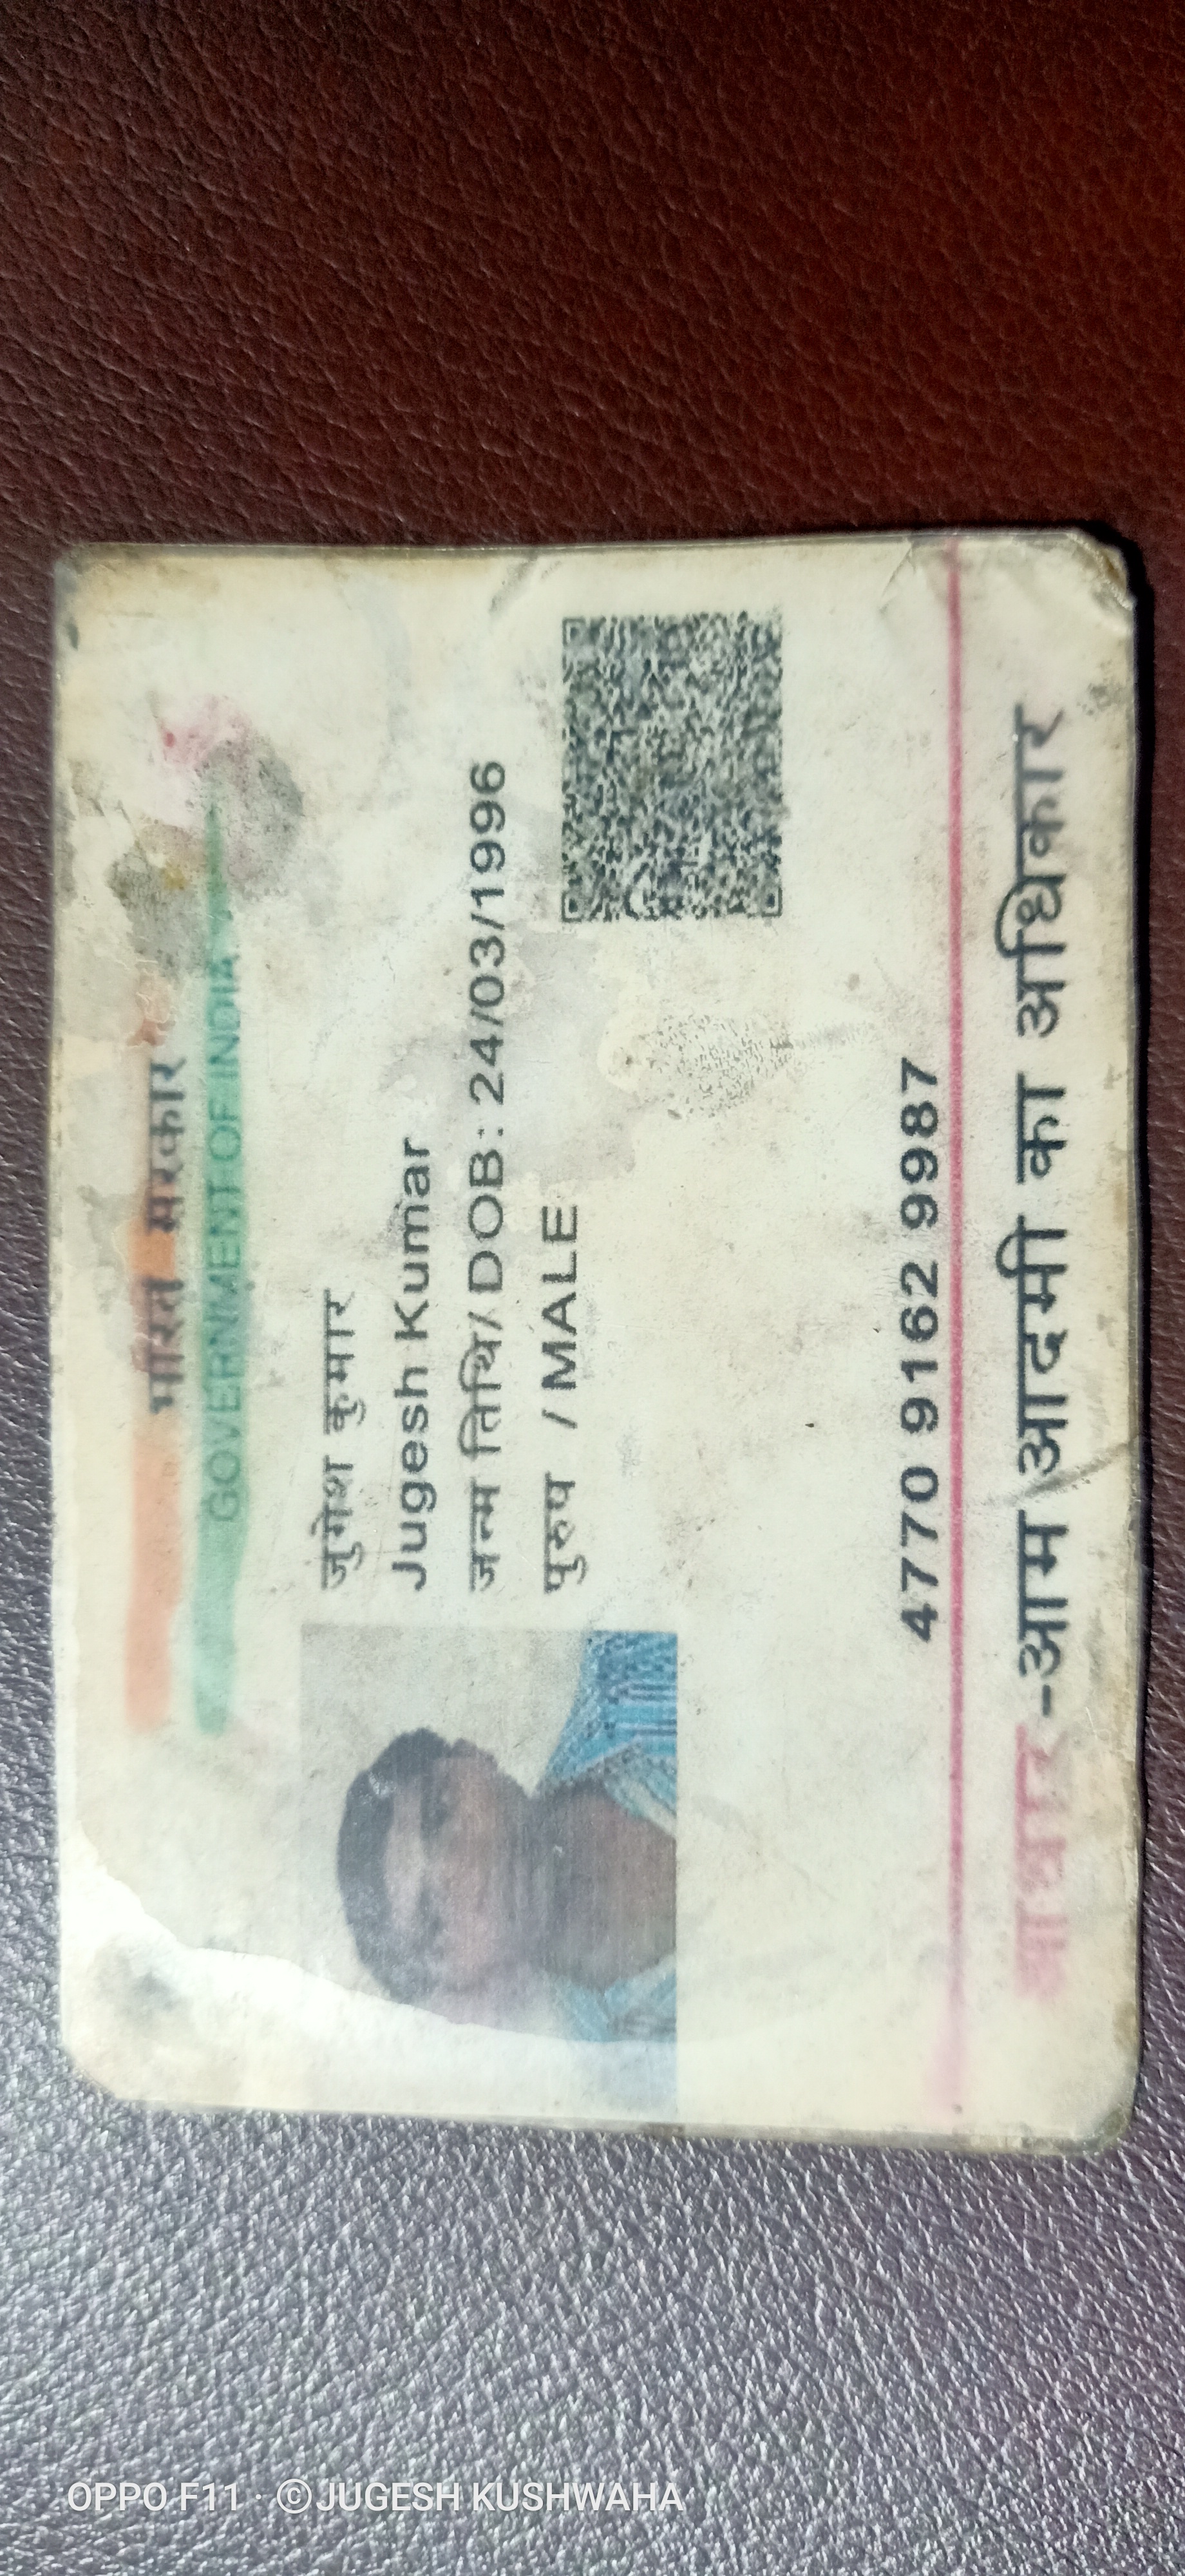 भारत सरकार
GOVERNMENT OF INDIA
जुगेश कुमार
Jugesh Kumar
जन्म तिथि/ DOB: 24/03/1996
पुरुष / MALE
4770 9162 9987
आधार -आम आदमी का अधिकार
OPPO F11 · ©JUGESH KUSHWAHA